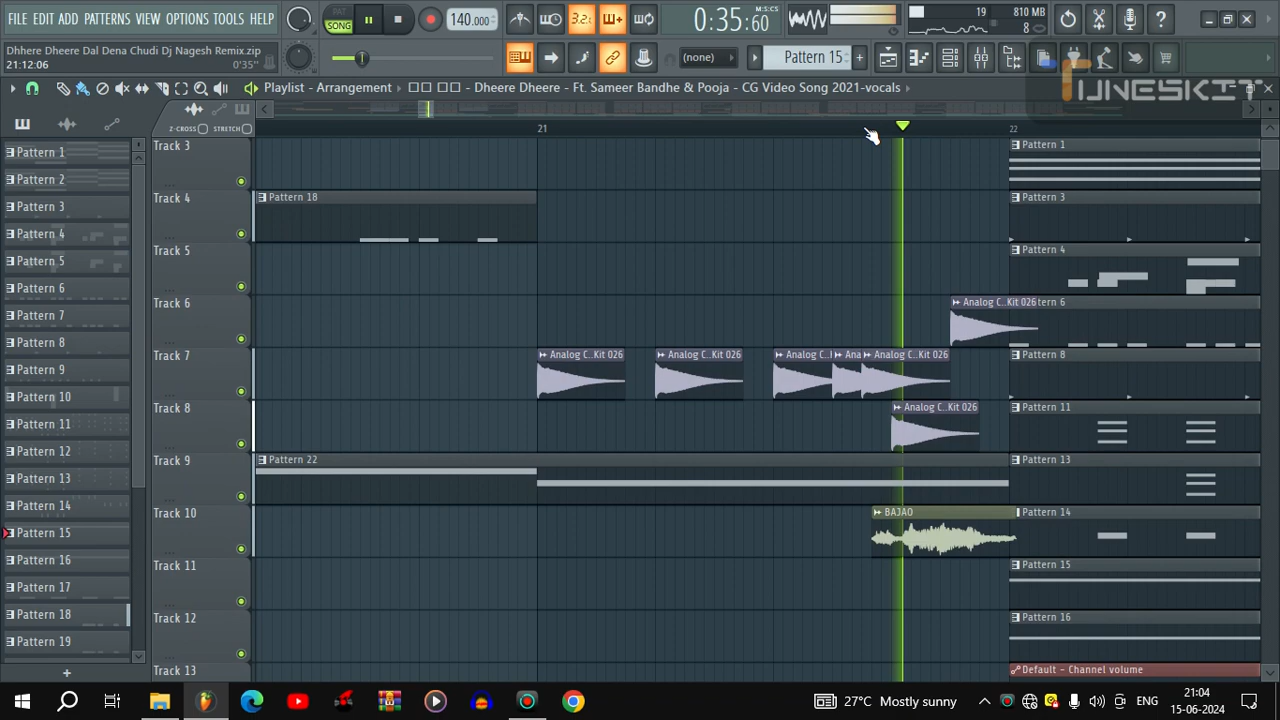 FILE EDIT ADD PATTERNS VIEW OPTIONS TOOLS HELP
PAT
SONG
140.000
3.2
0:35:60
M:S:CS
19
810 MB
8
Dhhere Dheere Dal Dena Chudi Dj Nagesh Remix.zip
21:12:06
0'35"
(none)
Pattern 15
TUNESKIT
Playlist - Arrangement
Dheere Dheere - Ft. Sameer Bandhe & Pooja - CG Video Song 2021-vocals
Z-CROSS
STRETCH
21
22
Pattern 1
Pattern 2
Pattern 3
Pattern 4
Pattern 5
Pattern 6
Pattern 7
Pattern 8
Pattern 9
Pattern 10
Pattern 11
Pattern 12
Pattern 13
Pattern 14
Pattern 15
Pattern 16
Pattern 17
Pattern 18
Pattern 19
Track 3
Pattern 1
Track 4
Pattern 18
Pattern 3
Track 5
Pattern 4
Track 6
Analog C..Kit 026
tern 6
Track 7
Analog C..Kit 026
Analog C..Kit 026
Analog C..
Ana
Analog C..Kit 026
Pattern 8
Track 8
Analog C..Kit 026
Pattern 11
Track 9
Pattern 22
Pattern 13
Track 10
BAJAO
Pattern 14
Track 11
Pattern 15
Track 12
Pattern 16
Track 13
Default - Channel volume
27°C Mostly sunny
ENG
21:04
15-06-2024